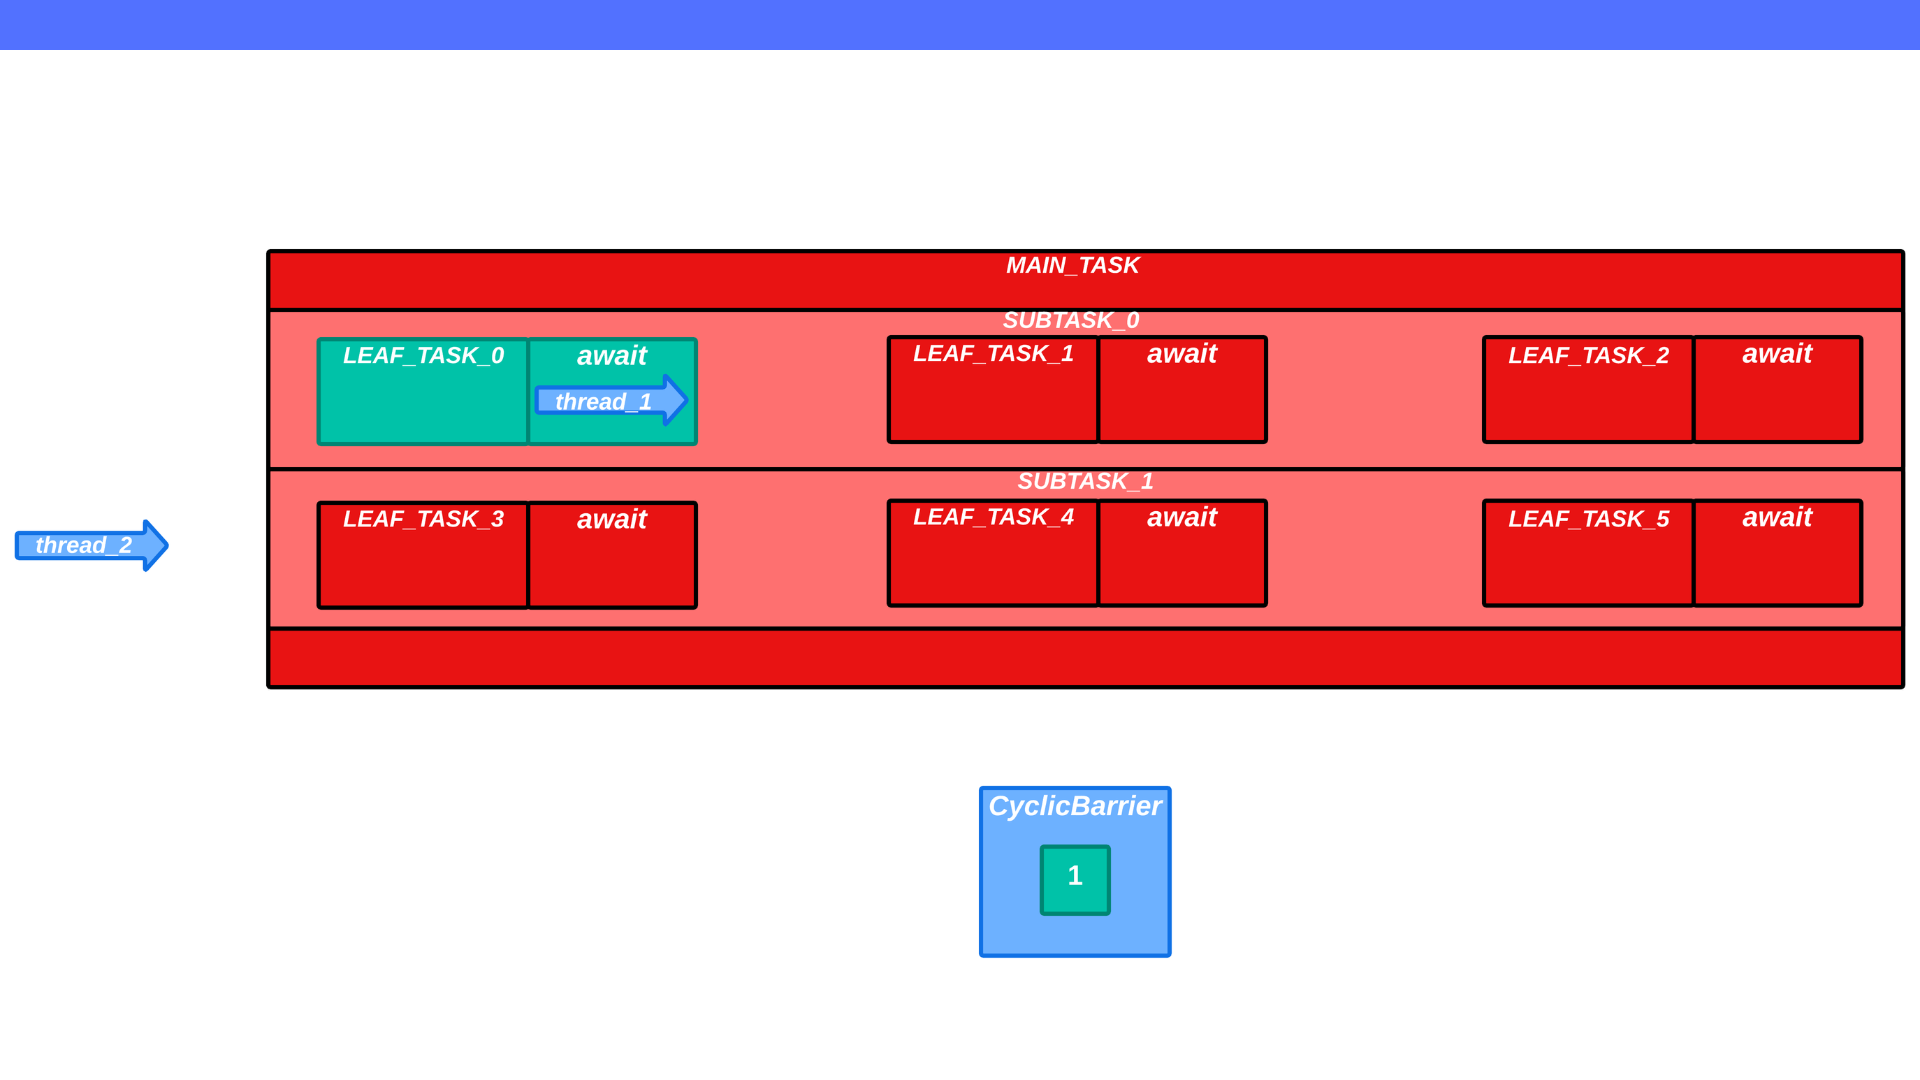 MAIN_TASK
SUBTASK_0
LEAF_TASK_0 await
thread_1
LEAF_TASK_1 await
LEAF_TASK_2 await
SUBTASK_1
LEAF_TASK_3 await
LEAF_TASK_4 await
LEAF_TASK_5 await
thread_2
CyclicBarrier
1